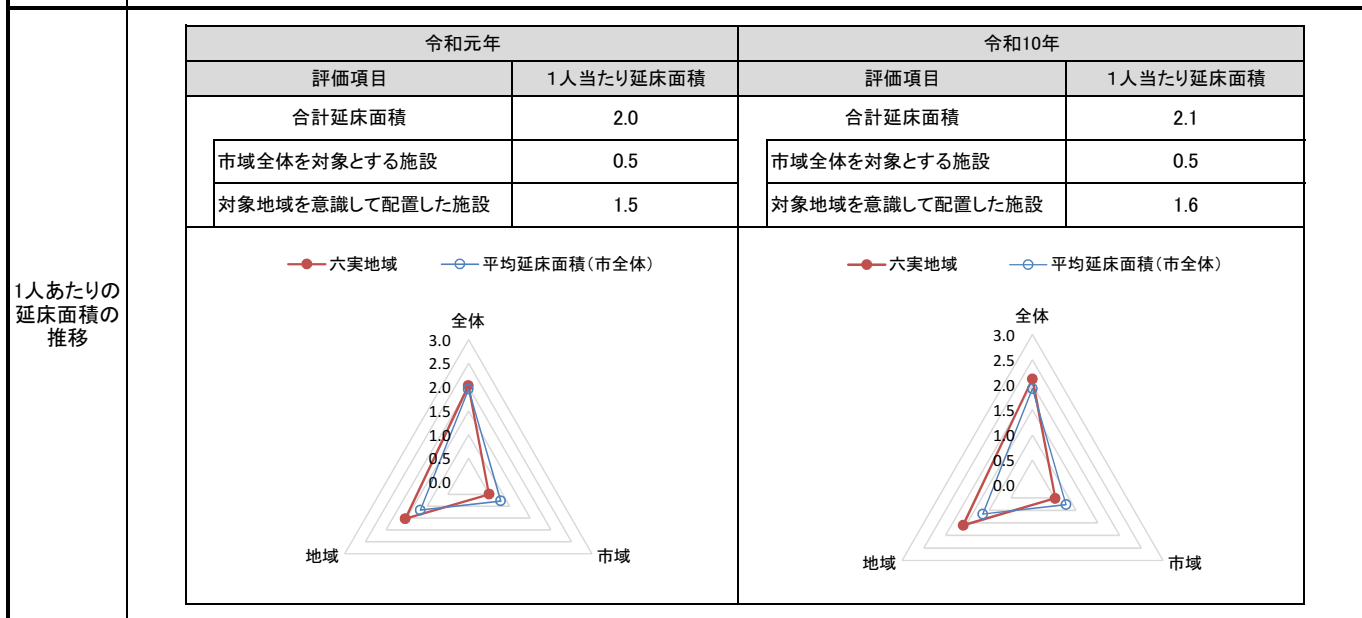 令和元年
令和10年
評価項目
1人当たり延床面積
評価項目
1人当たり延床面積
合計延床面積
2.0
合計延床面積
2.1
市域全体を対象とする施設
0.5
市域全体を対象とする施設
0.5
対象地域を意識して配置した施設
1.5
対象地域を意識して配置した施設
1.6
1人あたりの
延床面積の
推移
六実地域
平均延床面積(市全体)
全体
3.0
2.5
2.0
1.5
1.0
0.5
0.0
地域
市域
六実地域
平均延床面積(市全体)
全体
3.0
2.5
2.0
1.5
1.0
0.5
0.0
地域
市域